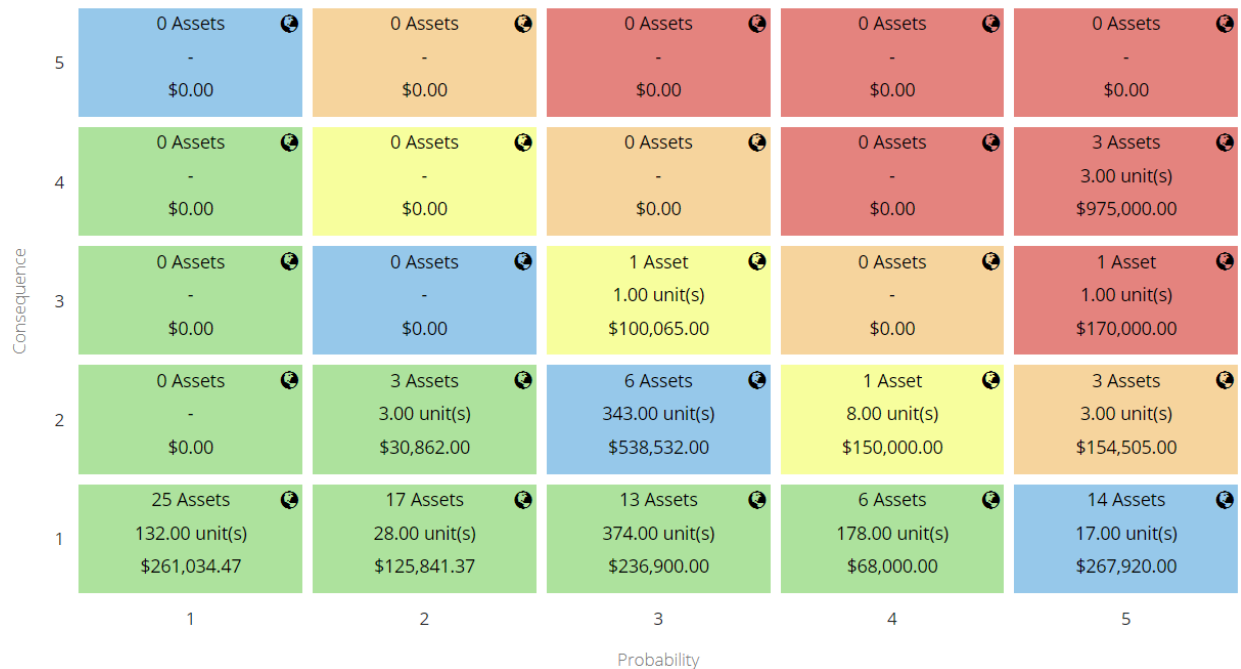 0 Assets
-
$0.00
0 Assets
-
$0.00
0 Assets
-
$0.00
0 Assets
-
$0.00
0 Assets
-
$0.00
5
0 Assets
-
$0.00
0 Assets
-
$0.00
0 Assets
-
$0.00
0 Assets
-
$0.00
3 Assets
3.00 unit(s)
$975,000.00
4
0 Assets
-
$0.00
0 Assets
-
$0.00
1 Asset
1.00 unit(s)
$100,065.00
0 Assets
-
$0.00
1 Asset
1.00 unit(s)
$170,000.00
3
Consequence
0 Assets
-
$0.00
3 Assets
3.00 unit(s)
$30,862.00
6 Assets
343.00 unit(s)
$538,532.00
1 Asset
8.00 unit(s)
$150,000.00
3 Assets
3.00 unit(s)
$154,505.00
2
25 Assets
132.00 unit(s)
$261,034.47
17 Assets
28.00 unit(s)
$125,841.37
13 Assets
374.00 unit(s)
$236,900.00
6 Assets
178.00 unit(s)
$68,000.00
14 Assets
17.00 unit(s)
$267,920.00
1
1
2
3
4
5
Probability